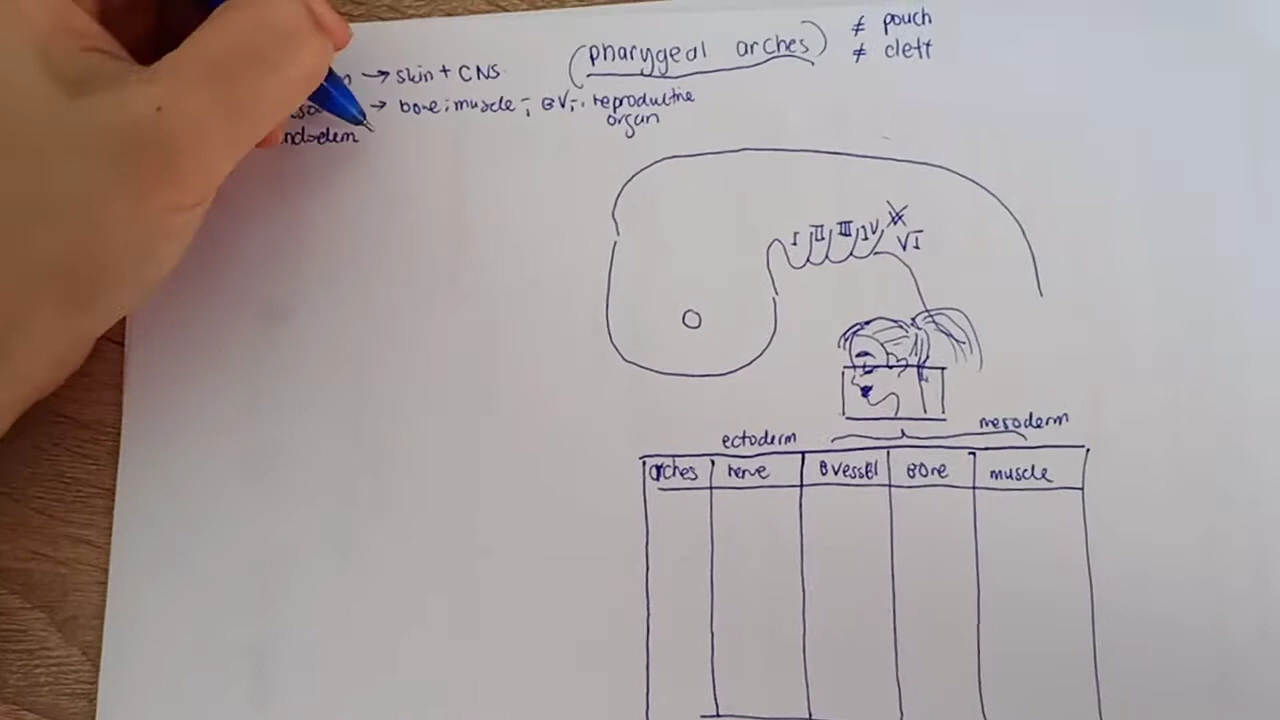 (pharygeal arches) ≠ pouch
≠ cleft
→ skin + CNS
→ bone; muscle; BV; reproductive
organ
I II III IV V
VI
mesoderm
ectoderm
arches nerve BVessel Bone muscle